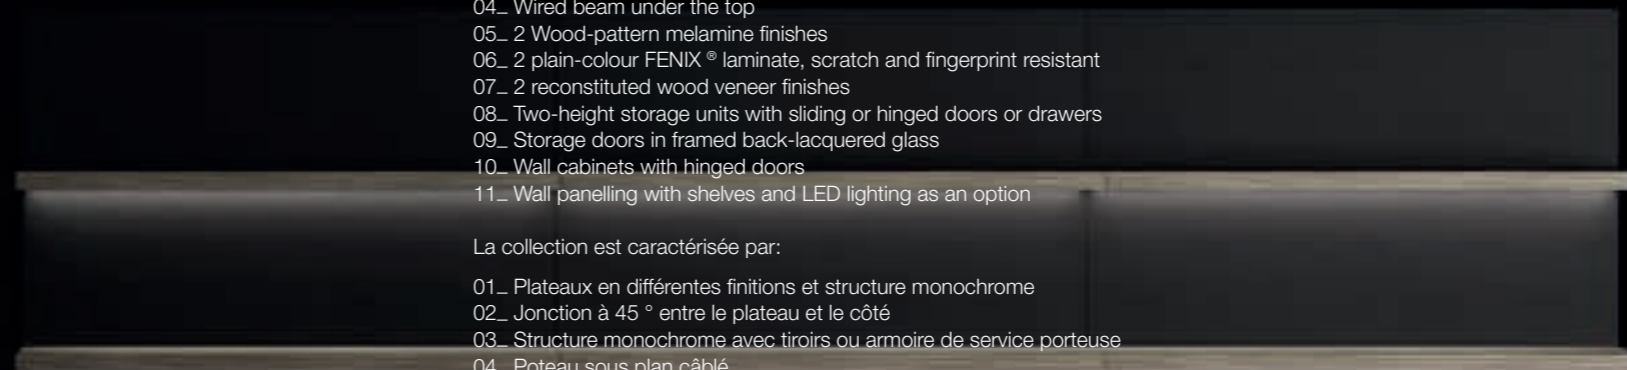 04_ Wired beam under the top
05_ 2 Wood-pattern melamine finishes
06_ 2 plain-colour FENIX ® laminate, scratch and fingerprint resistant
07_ 2 reconstituted wood veneer finishes
08_ Two-height storage units with sliding or hinged doors or drawers
09_ Storage doors in framed back-lacquered glass
10_ Wall cabinets with hinged doors
11_ Wall panelling with shelves and LED lighting as an option
La collection est caractérisée par:
01_ Plateaux en différentes finitions et structure monochrome
02_ Jonction à 45 ° entre le plateau et le côté
03_ Structure monochrome avec tiroirs ou armoire de service porteuse
04_ Poteau sous plan câblé